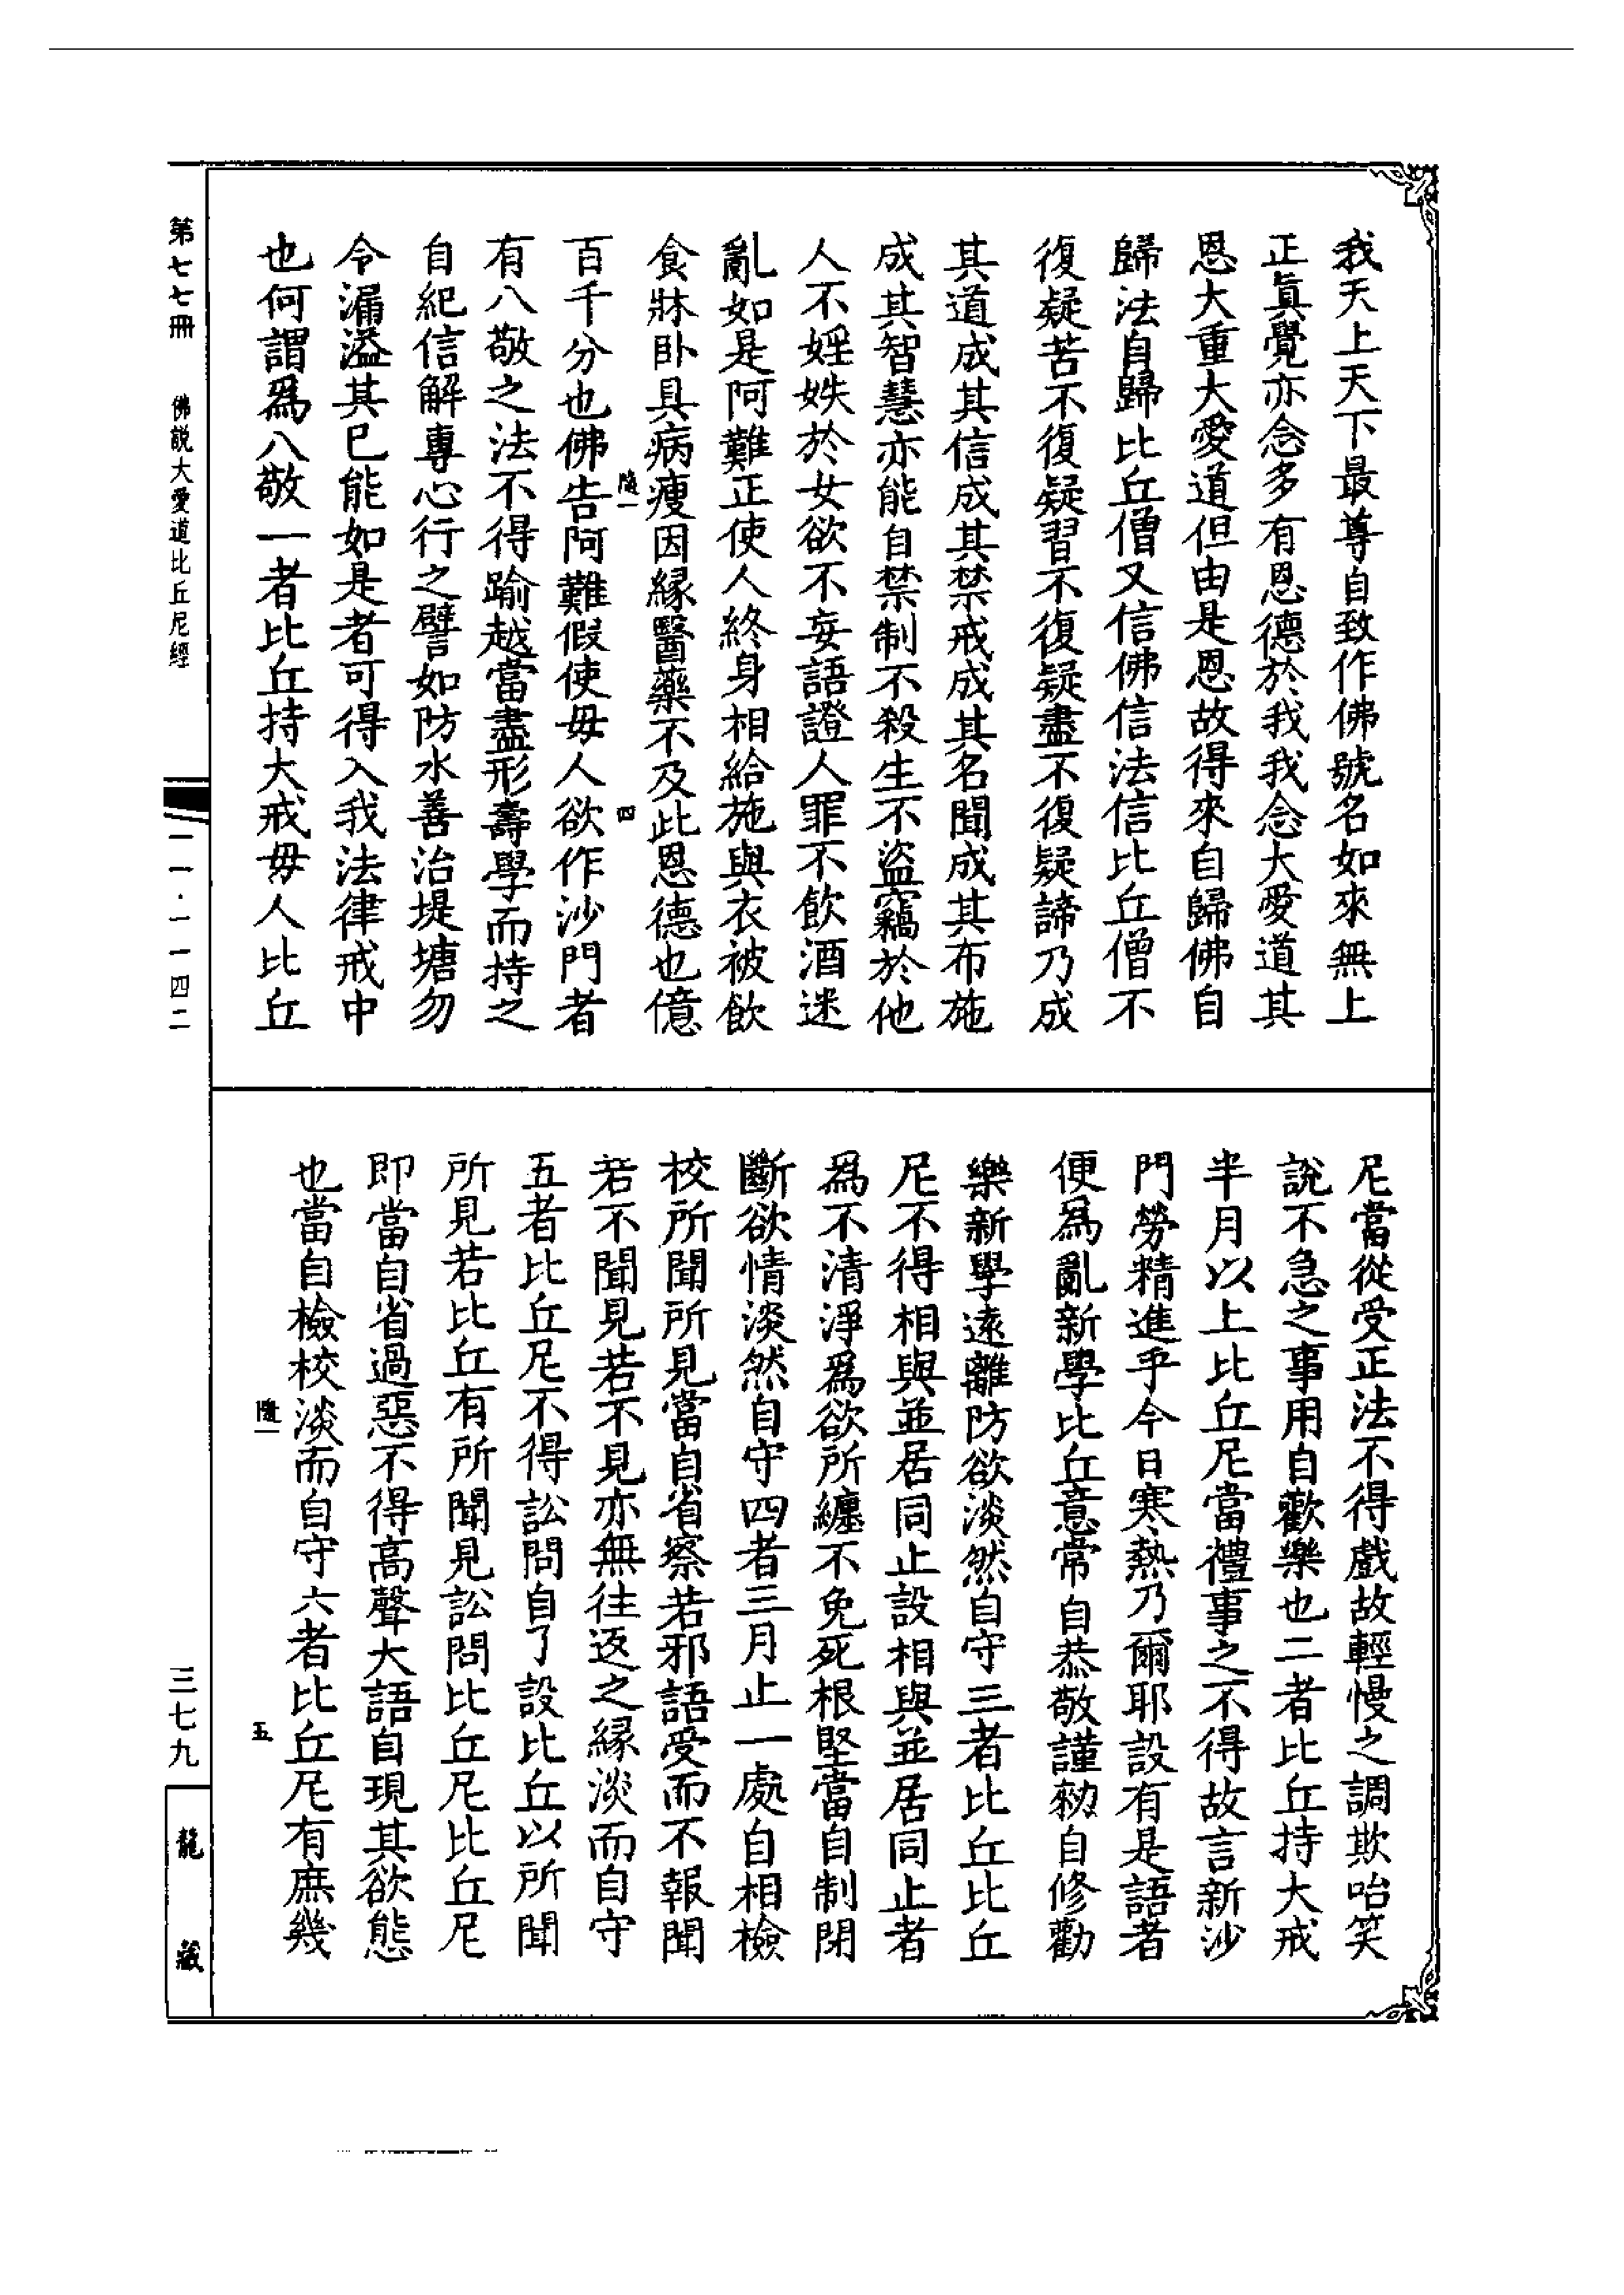 我天上天下最尊自致作佛號名如來無上
正眞覺亦念多有恩德於我我念大愛道其
恩大重大愛道但由是恩故得來自歸佛自
歸法自歸比丘僧又信佛信法信比丘僧不
復疑苦不復疑習不復疑盡不復疑諦乃成
其道成其信成其禁戒成其名聞成其布施
成其智慧亦能自禁制不殺生不盜竊於他
人不婬妷於女欲不妄語證人罪不飲酒迷
亂如是阿難正使人終身相給施與衣被飲
食牀卧具病瘦因緣醫藥不及此恩德也億
隨一 四
百千分也佛告阿難假使毋人欲作沙門者
有八敬之法不得踰越當盡形壽學而持之
自紀信解專心行之譬如防水善治堤塘勿
令漏溢其已能如是者可得入我法律戒中
也何謂爲八敬一者比丘持大戒毋人比丘
尼當從受正法不得戲故輕慢之調欺咍笑
說不急之事用自歡樂也二者比丘持大戒
半月以上比丘尼當禮事之不得故言新沙
門勞精進乎今日寒熱乃爾耶設有是語者
便爲亂新學比丘意常自恭敬謹勑自修勸
樂新學遠離防欲淡然自守三者比丘比丘
尼不得相與並居同止設相與並居同止者
爲不清淨爲欲所纏不免死根堅當自制閉
斷欲情淡然自守四者三月止一處自相檢
校所聞所見當自省察若邪語受而不報聞
若不聞見若不見亦無往返之緣淡而自守
五者比丘尼不得訟問自了設比丘以所聞
所見若比丘有所聞見訟問比丘尼比丘尼
即當自省過惡不得高聲大語自現其欲態
也當自檢校淡而自守六者比丘尼有庶幾
隨一 五
第七七冊 佛說大愛道比丘尼經 一一·一一四二 三七九 龍藏